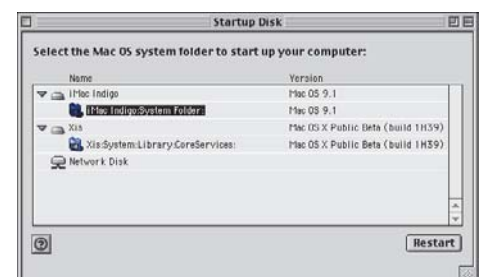 Startup Disk
Select the Mac OS system folder to start up your computer:
Name Version
iMac Indigo Mac OS 9.1
iMac Indigo:System Folder: Mac OS 9.1
Xis Mac OS X Public Beta (build 1H39)
Xis:System:Library:CoreServices: Mac OS X Public Beta (build 1H39)
Network Disk
?
Restart